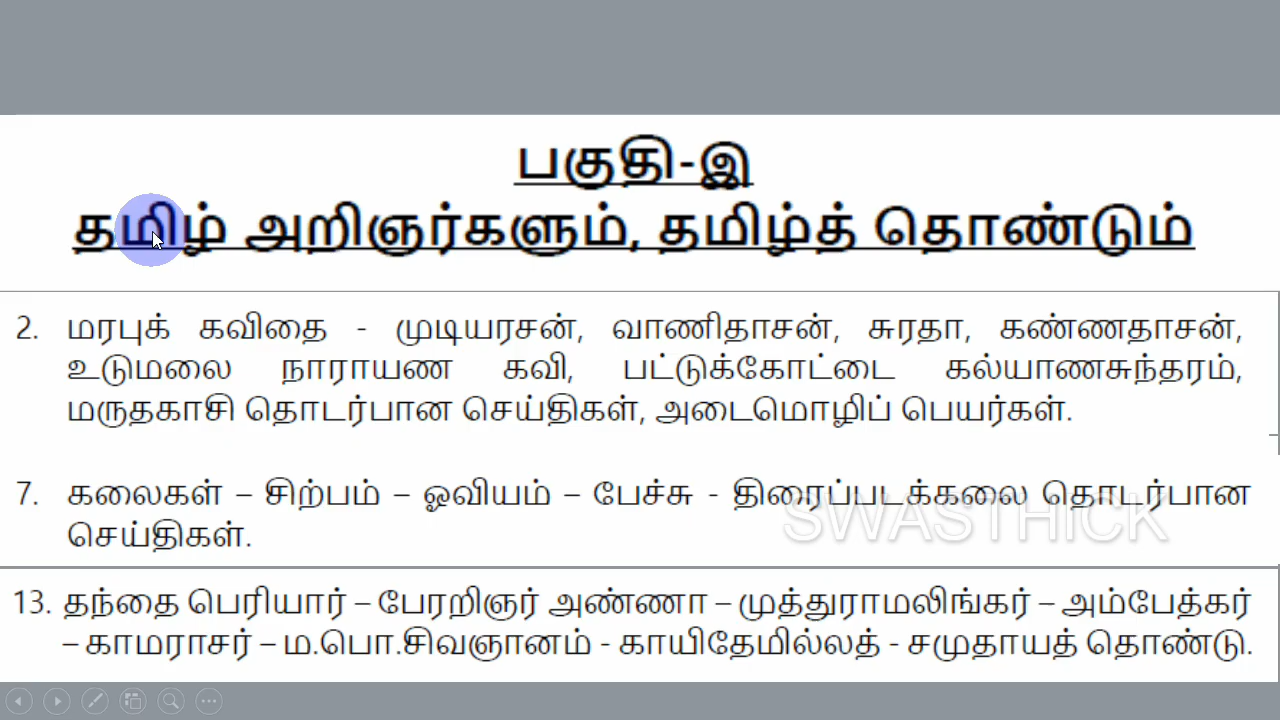 பகுதி-இ
தமிழ் அறிஞர்களும், தமிழ்த் தொண்டும்
2. மரபுக் கவிதை - முடியரசன், வாணிதாசன், சுரதா, கண்ணதாசன்,
உடுமலை நாராயண கவி, பட்டுக்கோட்டை கல்யாணசுந்தரம்,
மருதகாசி தொடர்பான செய்திகள், அடைமொழிப் பெயர்கள்.
7. கலைகள் – சிற்பம் – ஓவியம் – பேச்சு - திரைப்படக்கலை தொடர்பான
செய்திகள்.
SWASTHICK
13. தந்தை பெரியார் – பேரறிஞர் அண்ணா – முத்துராமலிங்கர் – அம்பேத்கர்
– காமராசர் – ம.பொ.சிவஞானம் - காயிதேமில்லத் - சமுதாயத் தொண்டு.